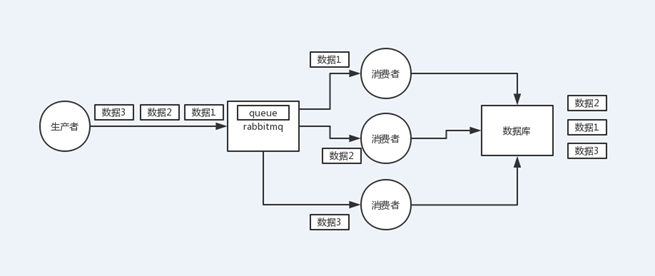 数据1
消费者
数据3
数据2
数据1
queue
rabbitmq
生产者
数据2
消费者
数据库
数据2
数据1
数据3
消费者
数据3